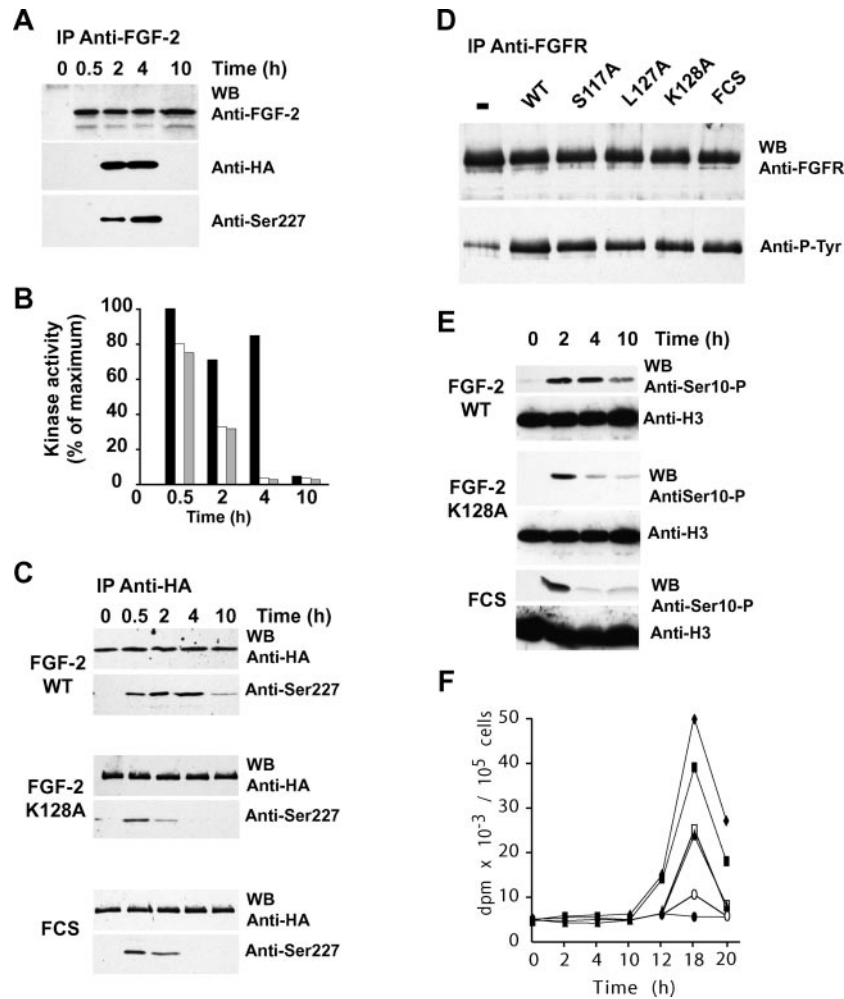 A
IP Anti-FGF-2
0 0.5 2 4 10 Time (h)
WB
Anti-FGF-2
Anti-HA
Anti-Ser227
B
Kinase activity
(% of maximum)
100
80
60
40
20
0
0 0.5 2 4 10
Time (h)
C
IP Anti-HA
0 0.5 2 4 10 Time (h)
FGF-2
WT
WB
Anti-HA
Anti-Ser227
FGF-2
K128A
WB
Anti-HA
Anti-Ser227
FCS
WB
Anti-HA
Anti-Ser227
D
IP Anti-FGFR
- WT S117A L127A K128A FCS
WB
Anti-FGFR
Anti-P-Tyr
E
0 2 4 10 Time (h)
FGF-2
WT
WB
Anti-Ser10-P
Anti-H3
FGF-2
K128A
WB
AntiSer10-P
Anti-H3
FCS
WB
Anti-Ser10-P
Anti-H3
F
dpm x 10⁻³ / 10⁵ cells
50
40
30
20
10
5
0
0 2 4 10 12 18 20
Time (h)